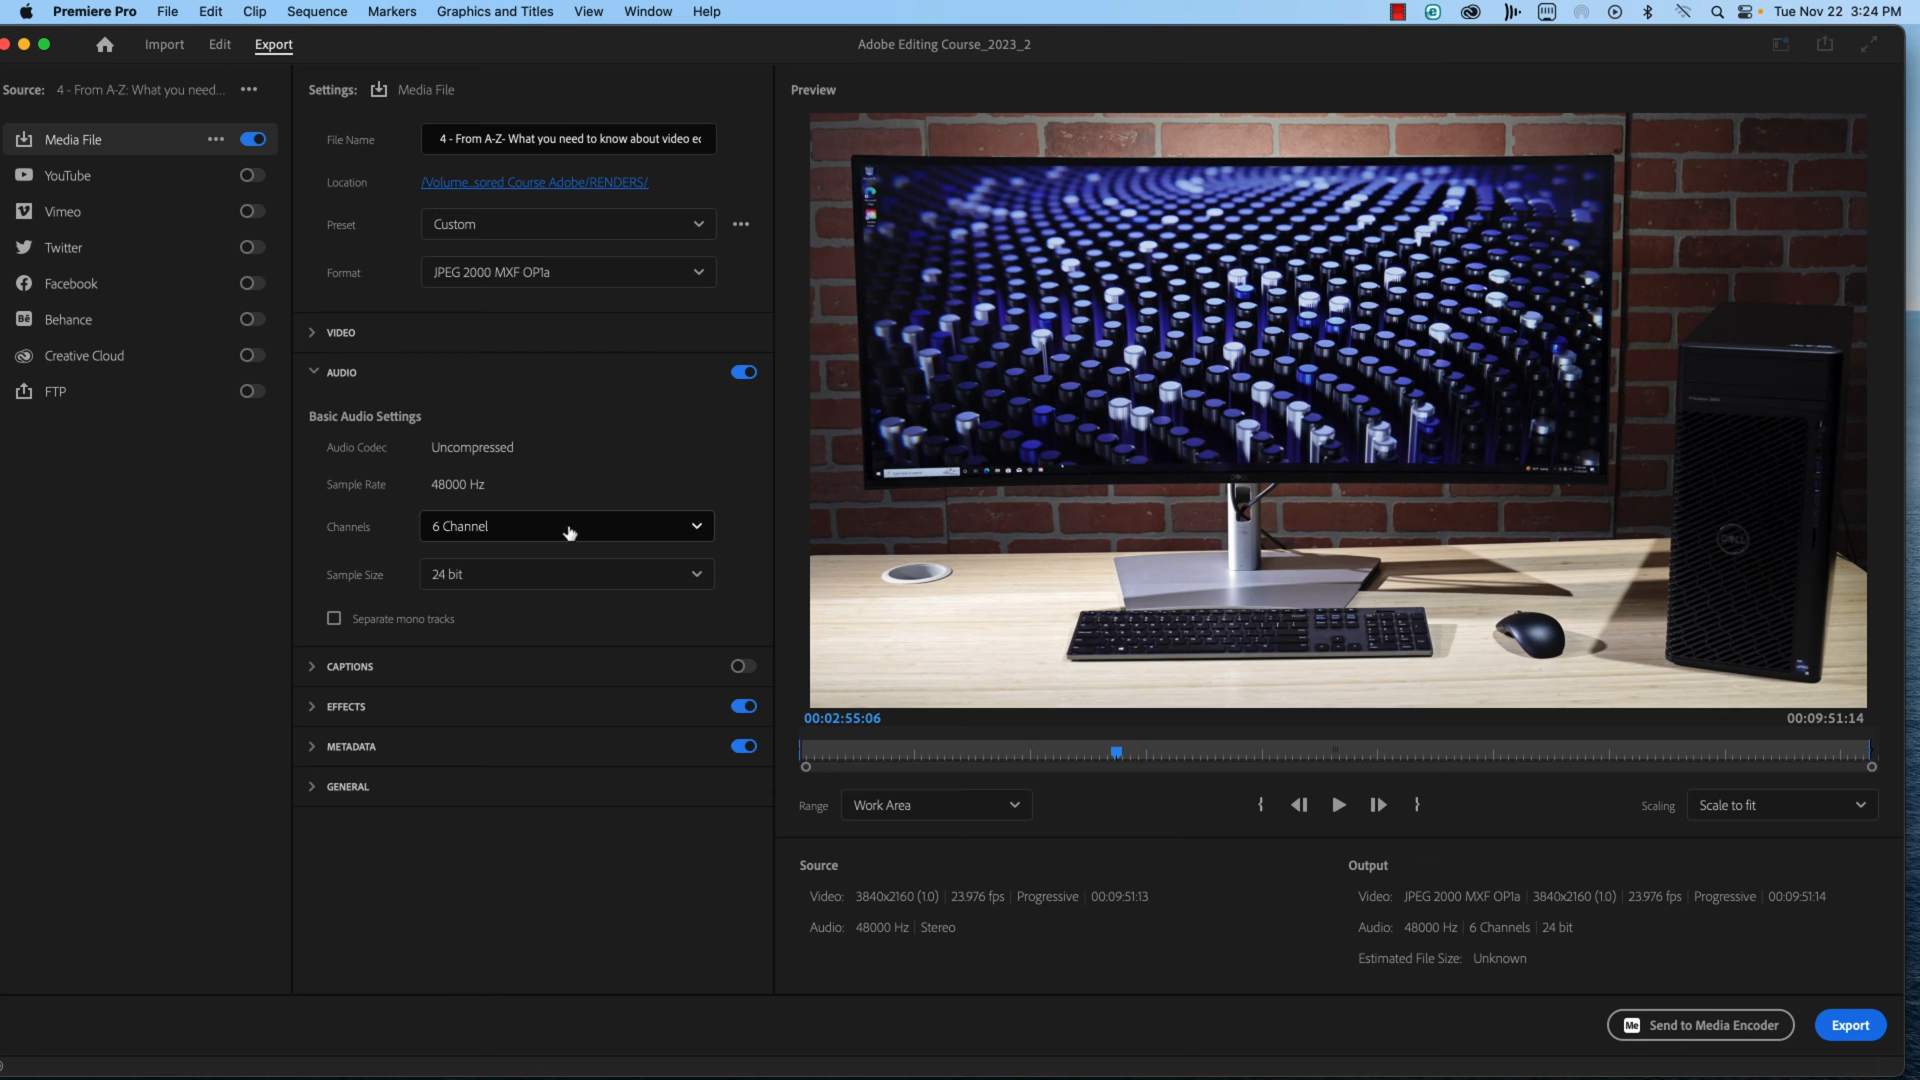 Premiere Pro File Edit Clip Sequence Markers Graphics and Titles View Window Help Tue Nov 22 3:24 PM
Import Edit Export Adobe Editing Course_2023_2
Source: 4 - From A-Z: What you need...
Media File
YouTube
Vimeo
Twitter
Facebook
Behance
Creative Cloud
FTP
Settings: Media File
File Name 4 - From A-Z- What you need to know about video ec
Location /Volume...sored Course Adobe/RENDERS/
Preset Custom
Format JPEG 2000 MXF OP1a
VIDEO
AUDIO
Basic Audio Settings
Audio Codec Uncompressed
Sample Rate 48000 Hz
Channels 6 Channel
Sample Size 24 bit
Separate mono tracks
CAPTIONS
EFFECTS
METADATA
GENERAL
Preview
DELL
00:02:55:06 00:09:51:14
Range Work Area Scaling Scale to fit
Source
Video: 3840x2160 (1.0) | 23.976 fps | Progressive | 00:09:51:13
Audio: 48000 Hz | Stereo
Output
Video: JPEG 2000 MXF OP1a | 3840x2160 (1.0) | 23.976 fps | Progressive | 00:09:51:14
Audio: 48000 Hz | 6 Channels | 24 bit
Estimated File Size: Unknown
Me Send to Media Encoder Export